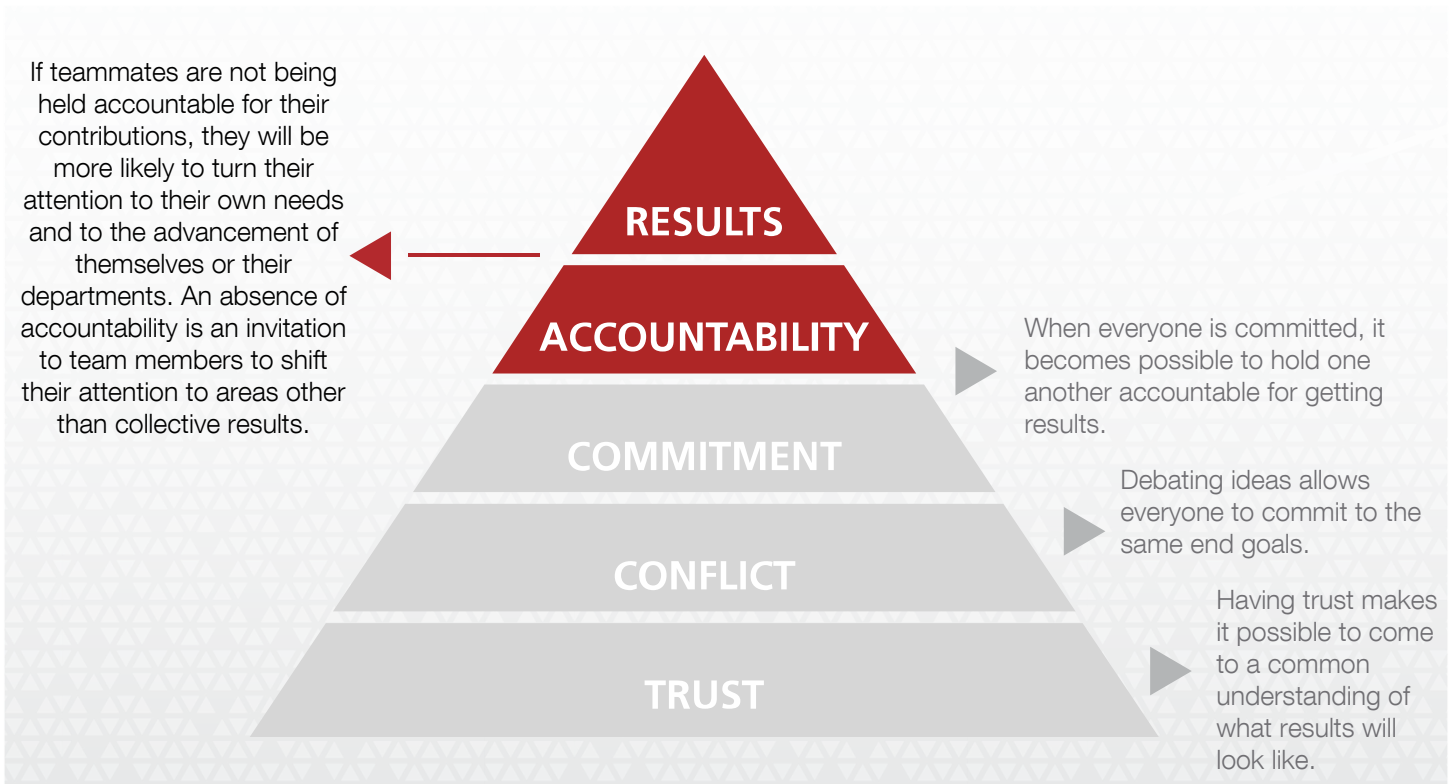 If teammates are not being
held accountable for their
contributions, they will be
more likely to turn their
attention to their own needs
and to the advancement of
themselves or their
departments. An absence of
accountability is an invitation
to team members to shift
their attention to areas other
than collective results.
RESULTS
ACCOUNTABILITY
COMMITMENT
CONFLICT
TRUST
When everyone is committed, it
becomes possible to hold one
another accountable for getting
results.
Debating ideas allows
everyone to commit to the
same end goals.
Having trust makes
it possible to come
to a common
understanding of
what results will
look like.